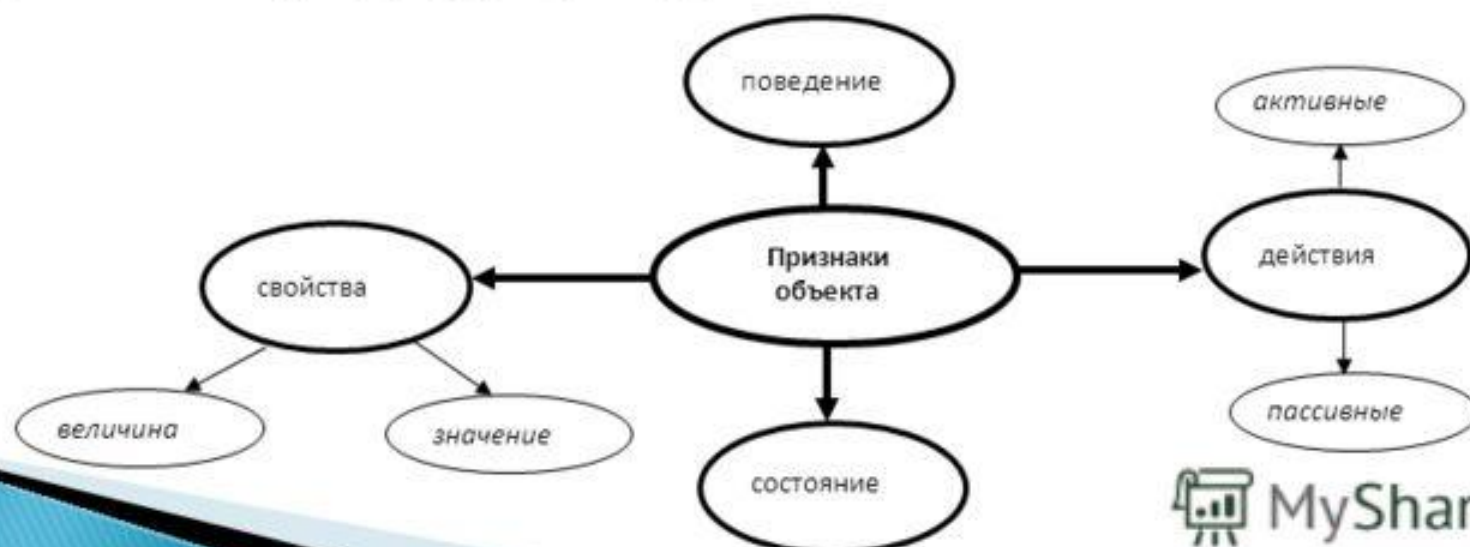 поведение
активные
Признаки
объекта
действия
свойства
величина
значение
пассивные
состояние
MyShar